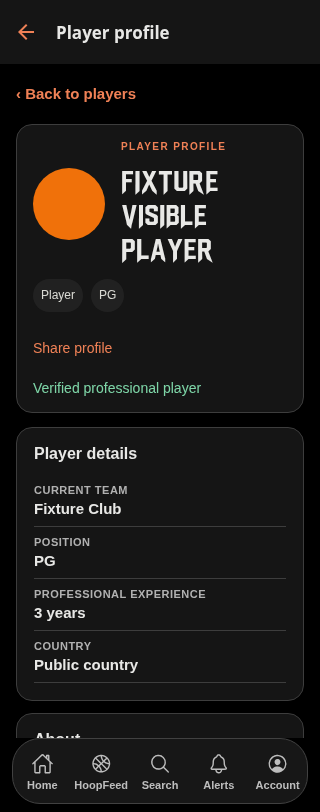 Player profile
‹ Back to players
PLAYER PROFILE
FIXTURE
VISIBLE
PLAYER
Player PG
Share profile
Verified professional player
Player details
CURRENT TEAM
Fixture Club
POSITION
PG
PROFESSIONAL EXPERIENCE
3 years
COUNTRY
Public country
About
Home HoopFeed Search Alerts Account